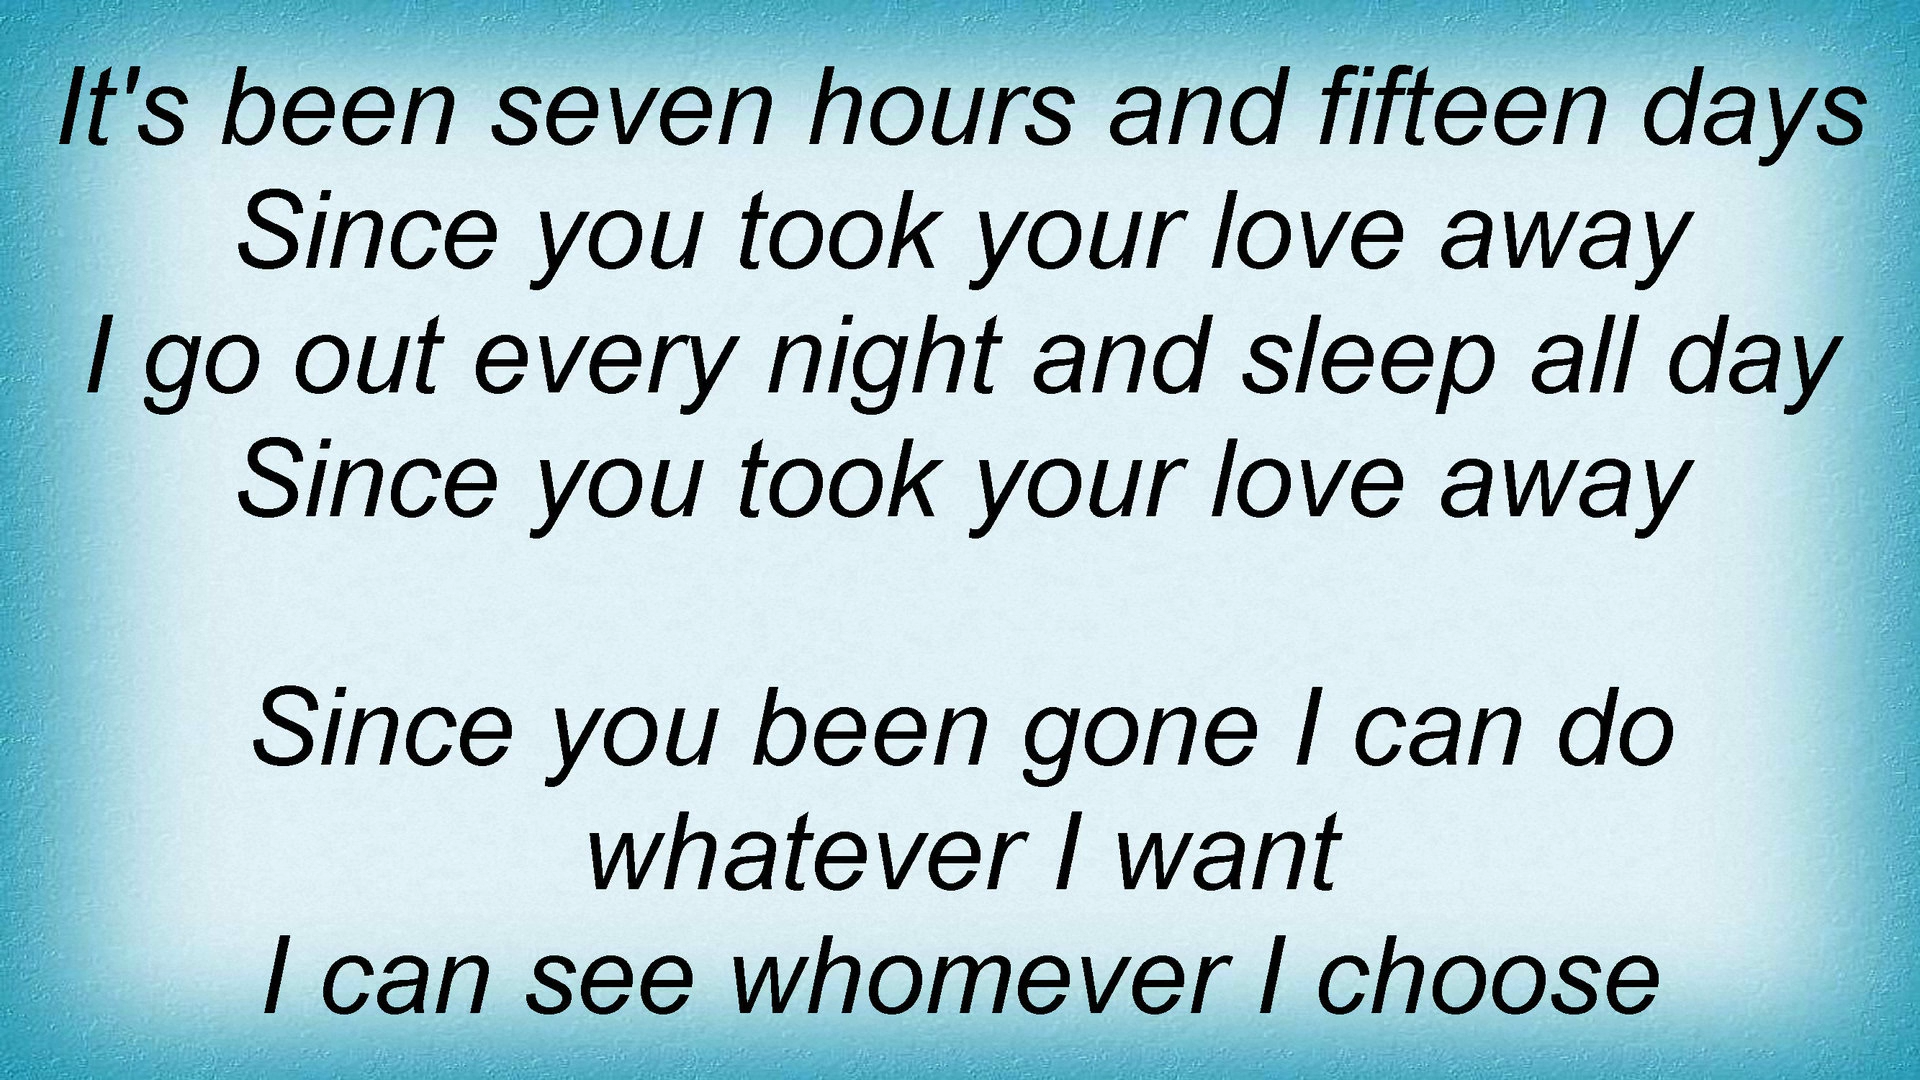 It's been seven hours and fifteen days
Since you took your love away
I go out every night and sleep all day
Since you took your love away
Since you been gone I can do
whatever I want
I can see whomever I choose